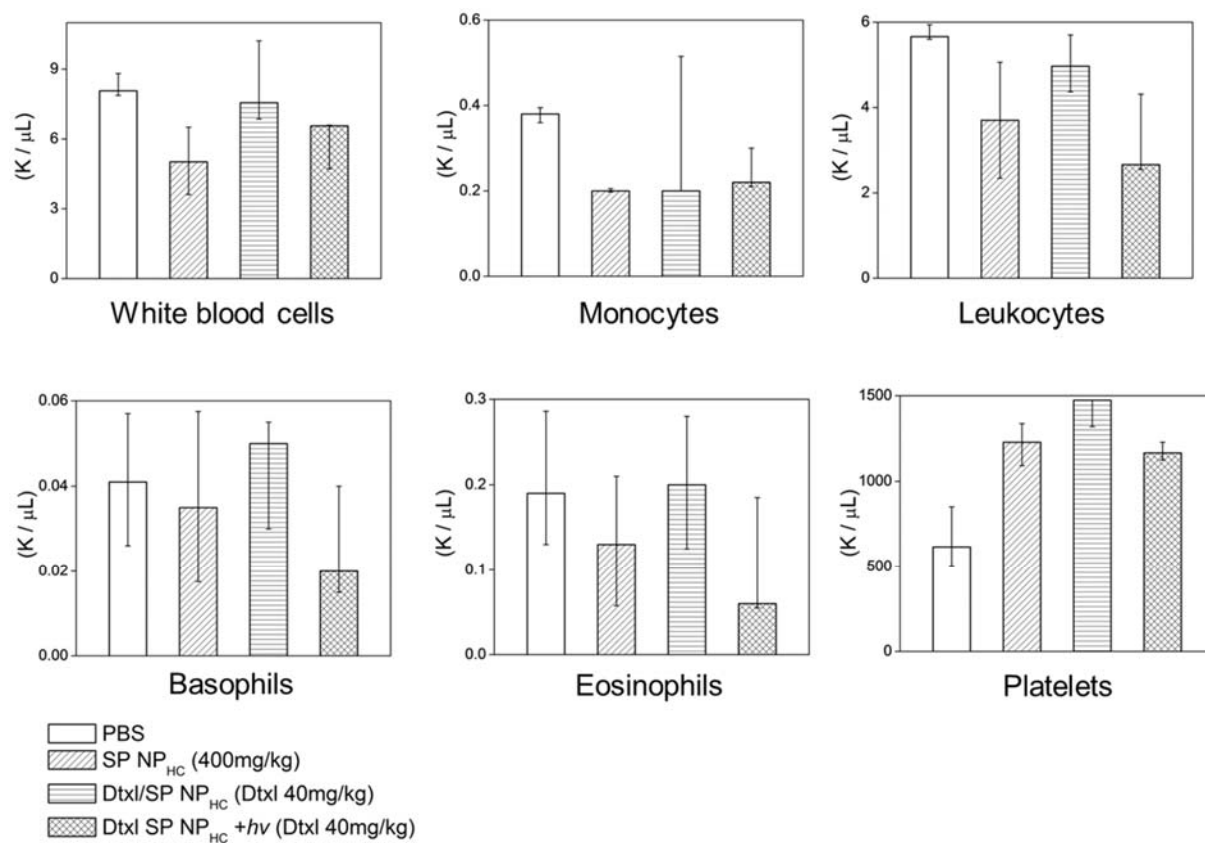 (K / μL)
9
6
3
0
White blood cells
(K / μL)
0.6
0.4
0.2
0.0
Monocytes
(K / μL)
6
4
2
0
Leukocytes
(K / μL)
0.06
0.04
0.02
0.00
Basophils
(K / μL)
0.3
0.2
0.1
0.0
Eosinophils
(K / μL)
1500
1000
500
0
Platelets
PBS
SP NP_HC (400mg/kg)
Dtxl/SP NP_HC (Dtxl 40mg/kg)
Dtxl SP NP_HC +hv (Dtxl 40mg/kg)